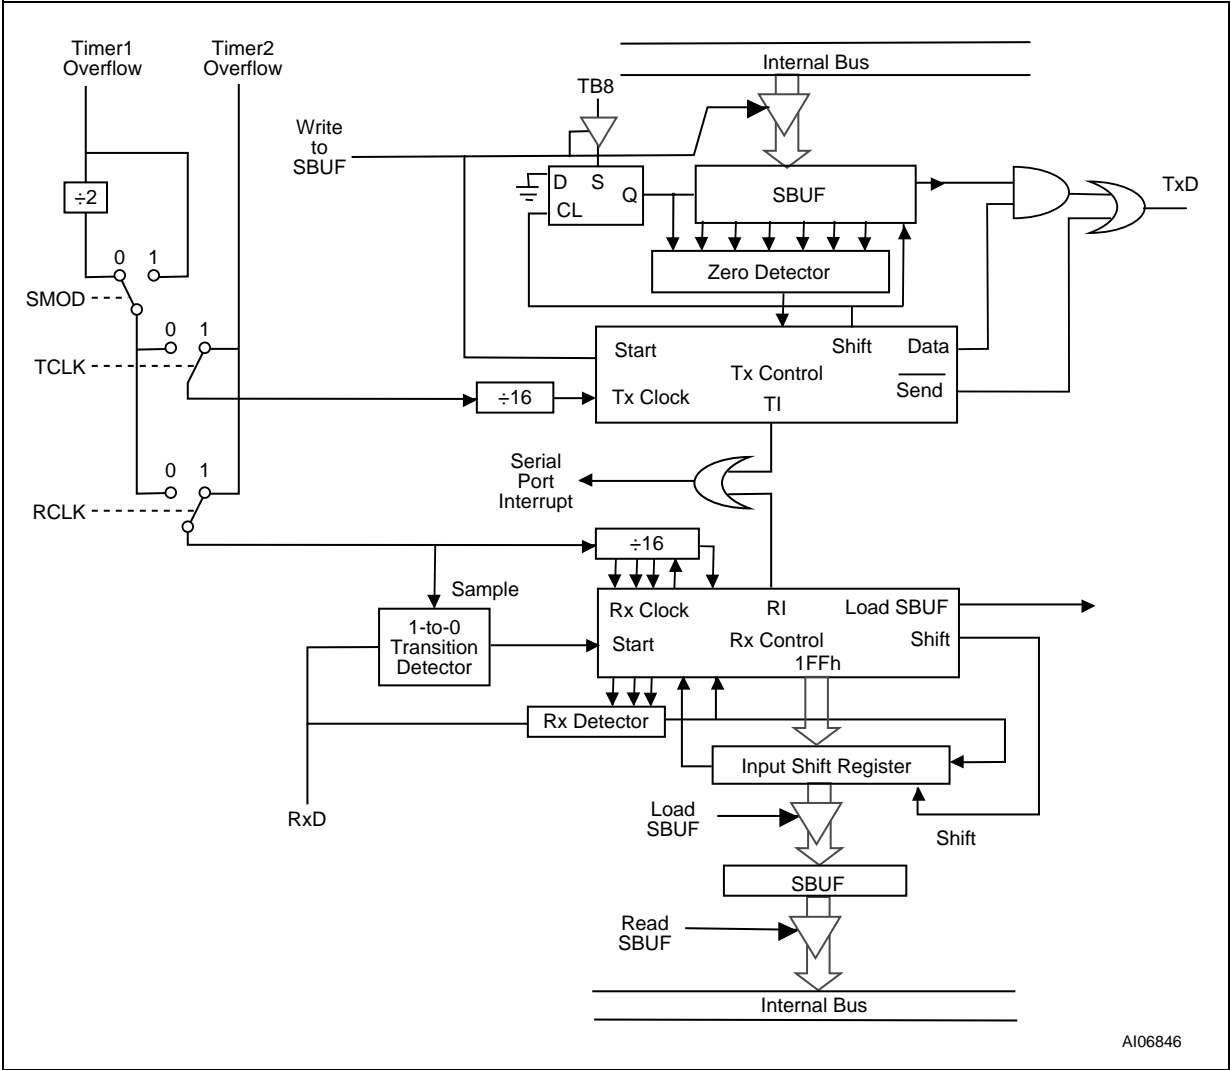 Timer1
Overflow
Timer2
Overflow
Internal Bus
TB8
Write
to
SBUF
D S
Q
CL
÷2
SBUF
TxD
0 1
Zero Detector
SMOD
0 1
TCLK
Start
Shift
Data
Tx Control
Send
÷16
Tx Clock
TI
Serial
Port
Interrupt
0 1
RCLK
÷16
Sample
Rx Clock
RI
Load SBUF
1-to-0
Transition
Detector
Start
Rx Control
Shift
1FFh
Rx Detector
Input Shift Register
RxD
Load
SBUF
Shift
SBUF
Read
SBUF
Internal Bus
AI06846